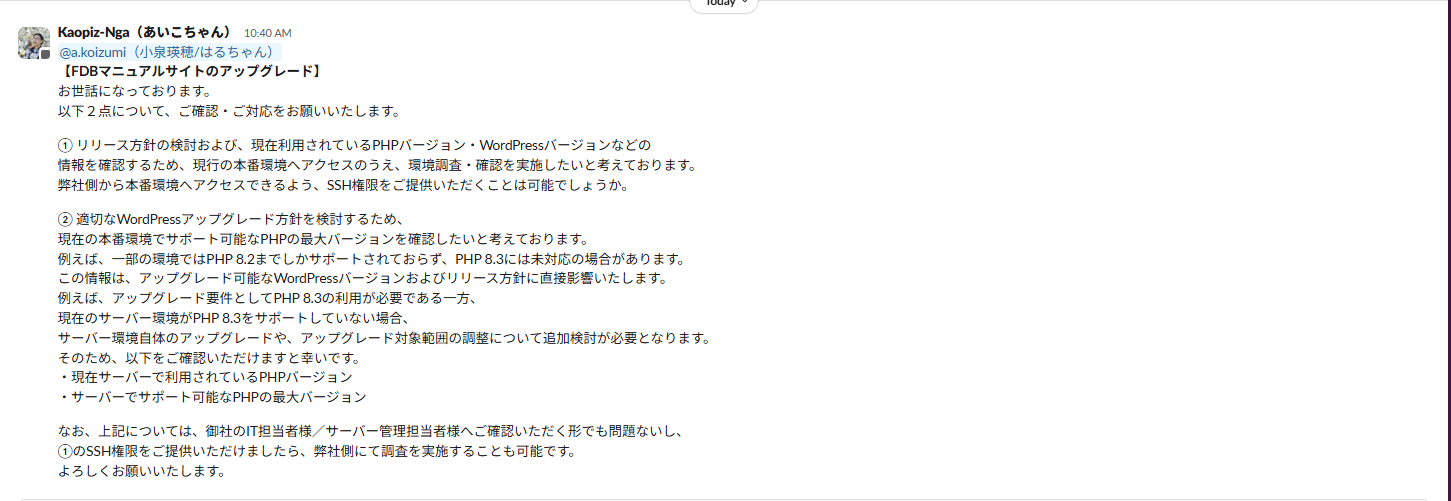 Today
Kaopiz-Nga（あいこちゃん） 10:40 AM
@a.koizumi（小泉瑛穂/はるちゃん）
【FDBマニュアルサイトのアップグレード】
お世話になっております。
以下２点について、ご確認・ご対応をお願いいたします。
① リリース方針の検討および、現在利用されているPHPバージョン・WordPressバージョンなどの
情報を確認するため、現行の本番環境へアクセスのうえ、環境調査・確認を実施したいと考えております。
弊社側から本番環境へアクセスできるよう、SSH権限をご提供いただくことは可能でしょうか。
② 適切なWordPressアップグレード方針を検討するため、
現在の本番環境でサポート可能なPHPの最大バージョンを確認したいと考えております。
例えば、一部の環境ではPHP 8.2までしかサポートされておらず、PHP 8.3には未対応の場合があります。
この情報は、アップグレード可能なWordPressバージョンおよびリリース方針に直接影響いたします。
例えば、アップグレード要件としてPHP 8.3の利用が必要である一方、
現在のサーバー環境がPHP 8.3をサポートしていない場合、
サーバー環境自体のアップグレードや、アップグレード対象範囲の調整について追加検討が必要となります。
そのため、以下をご確認いただけますと幸いです。
・現在サーバーで利用されているPHPバージョン
・サーバーでサポート可能なPHPの最大バージョン
なお、上記については、御社のIT担当者様／サーバー管理担当者様へご確認いただく形でも問題ないし、
①のSSH権限をご提供いただけましたら、弊社側にて調査を実施することも可能です。
よろしくお願いいたします。